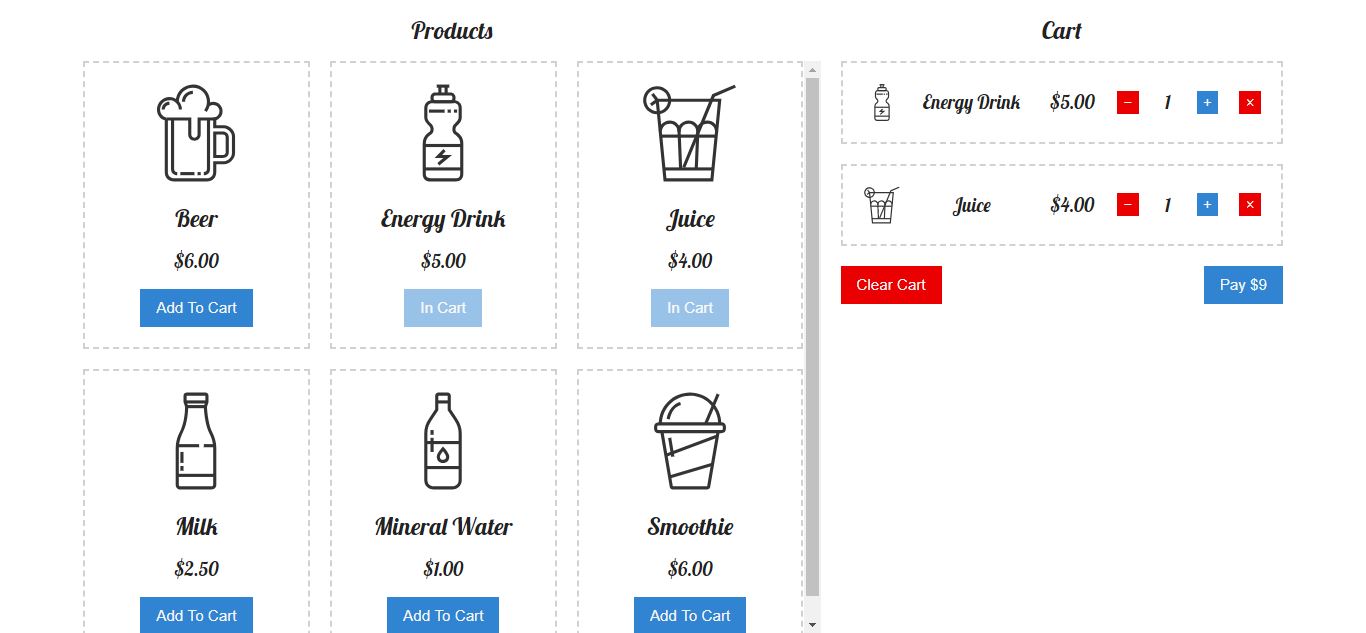 Products
Beer
$6.00
Add To Cart
Energy Drink
$5.00
In Cart
Juice
$4.00
In Cart
Milk
$2.50
Add To Cart
Mineral Water
$1.00
Add To Cart
Smoothie
$6.00
Add To Cart
Cart
Energy Drink $5.00 − 1 + ×
Juice $4.00 − 1 + ×
Clear Cart
Pay $9